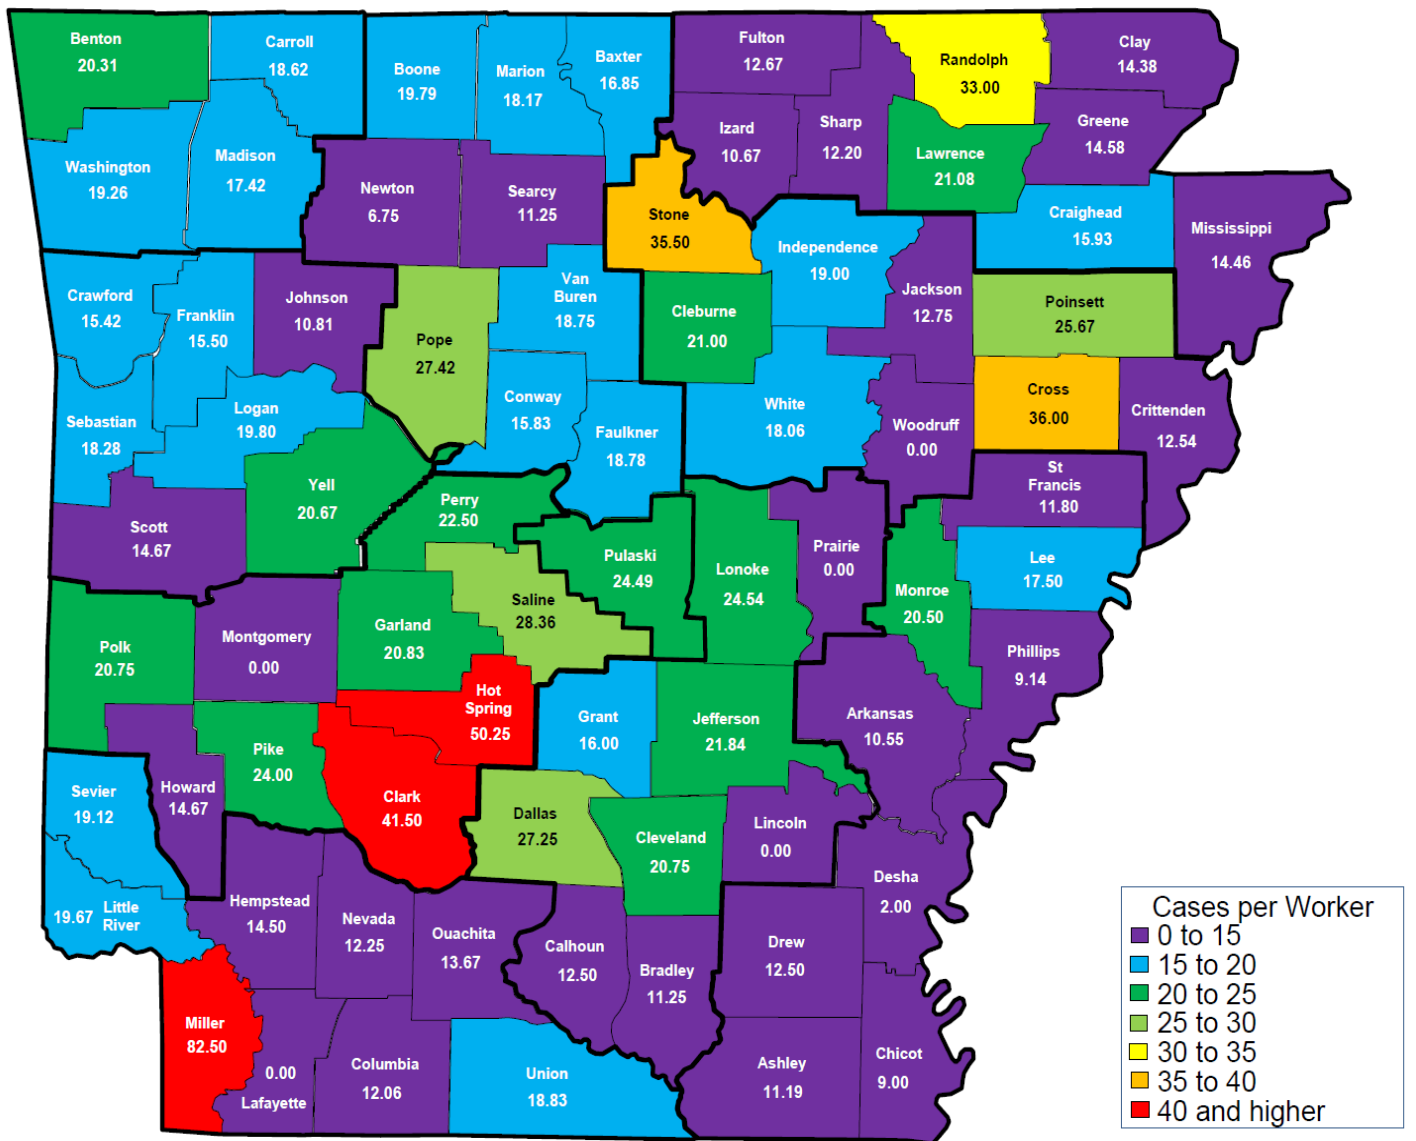 Benton
20.31
Carroll
18.62
Boone
19.79
Marion
18.17
Baxter
16.85
Fulton
12.67
Randolph
33.00
Clay
14.38
Washington
19.26
Madison
17.42
Newton
6.75
Searcy
11.25
Stone
35.50
Izard
10.67
Sharp
12.20
Lawrence
21.08
Greene
14.58
Craighead
15.93
Mississippi
14.46
Independence
19.00
Crawford
15.42
Franklin
15.50
Johnson
10.81
Pope
27.42
Van
Buren
18.75
Cleburne
21.00
Jackson
12.75
Poinsett
25.67
Sebastian
18.28
Logan
19.80
Conway
15.83
Faulkner
18.78
White
18.06
Woodruff
0.00
Cross
36.00
Crittenden
12.54
Scott
14.67
Yell
20.67
Perry
22.50
St
Francis
11.80
Pulaski
24.49
Lonoke
24.54
Prairie
0.00
Monroe
20.50
Lee
17.50
Polk
20.75
Montgomery
0.00
Garland
20.83
Saline
28.36
Phillips
9.14
Hot
Spring
50.25
Grant
16.00
Jefferson
21.84
Arkansas
10.55
Sevier
19.12
Howard
14.67
Pike
24.00
Clark
41.50
Dallas
27.25
Cleveland
20.75
Lincoln
0.00
Desha
2.00
19.67 Little
River
Hempstead
14.50
Nevada
12.25
Ouachita
13.67
Calhoun
12.50
Bradley
11.25
Drew
12.50
Miller
82.50
0.00
Lafayette
Columbia
12.06
Union
18.83
Ashley
11.19
Chicot
9.00
Cases per Worker
0 to 15
15 to 20
20 to 25
25 to 30
30 to 35
35 to 40
40 and higher